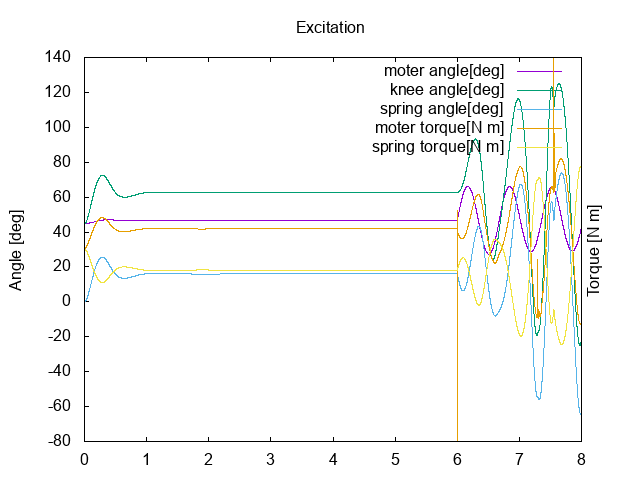 Excitation
moter angle[deg]
knee angle[deg]
spring angle[deg]
moter torque[N m]
spring torque[N m]
Angle [deg]
Torque [N m]
140
120
100
80
60
40
20
0
-20
-40
-60
-80
0 1 2 3 4 5 6 7 8